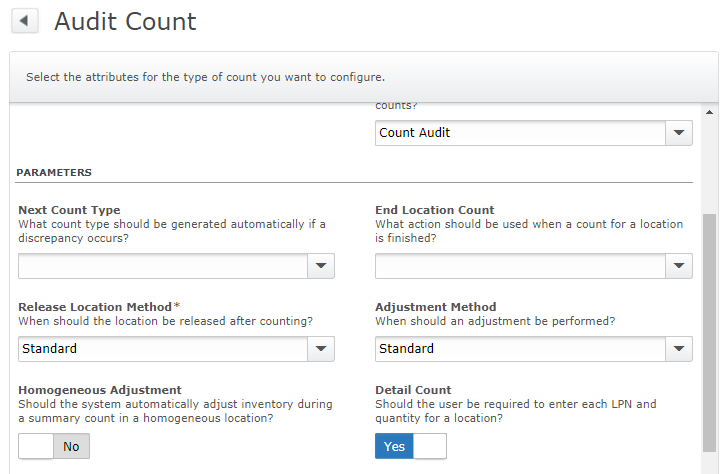 Audit Count
Select the attributes for the type of count you want to configure.
counts?
Count Audit
PARAMETERS
Next Count Type
What count type should be generated automatically if a
discrepancy occurs?
End Location Count
What action should be used when a count for a location
is finished?
Release Location Method*
When should the location be released after counting?
Standard
Adjustment Method
When should an adjustment be performed?
Standard
Homogeneous Adjustment
Should the system automatically adjust inventory during
a summary count in a homogeneous location?
No
Detail Count
Should the user be required to enter each LPN and
quantity for a location?
Yes